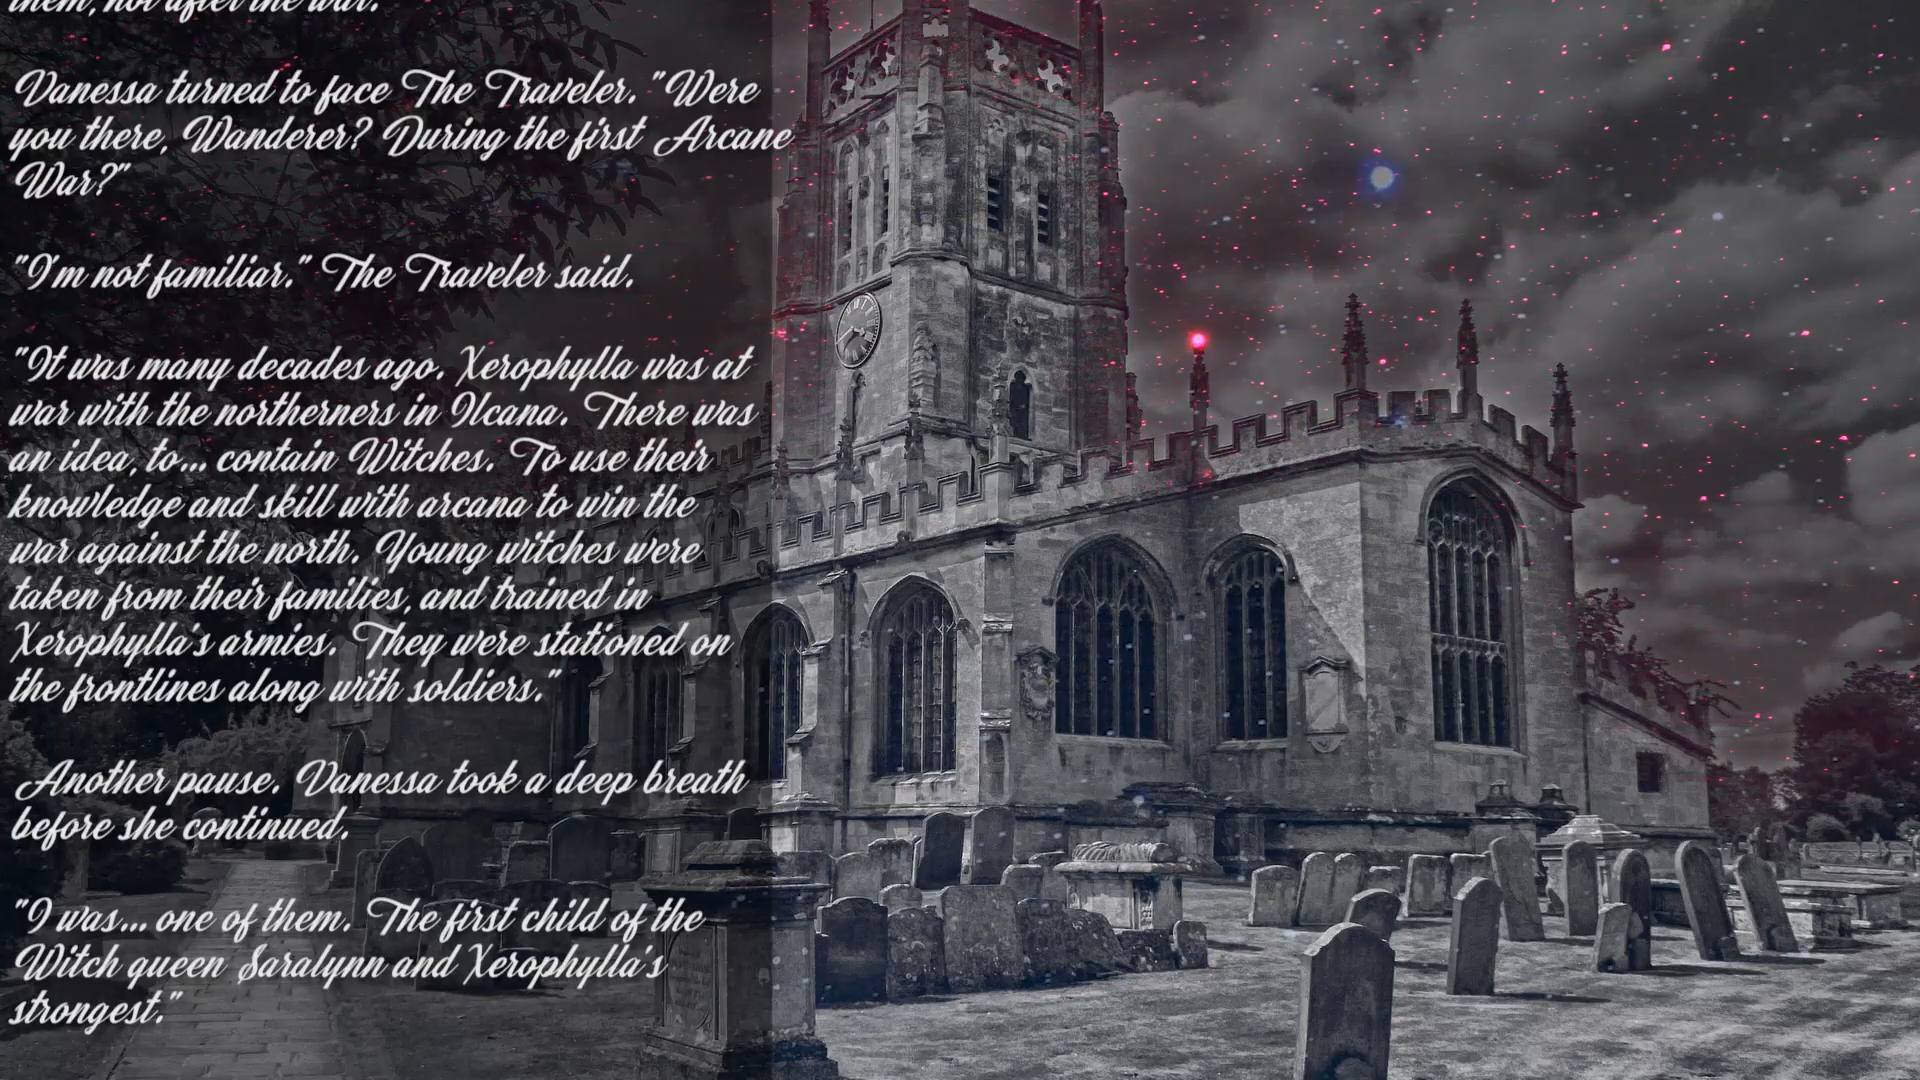 them, not after the war.
Vanessa turned to face The Traveler. "Were
you there, Wanderer? During the first Arcane
War?"
"I'm not familiar." The Traveler said.
"It was many decades ago. Xerophylla was at
war with the northerners in Ilcana. There was
an idea, to... contain Witches. To use their
knowledge and skill with arcana to win the
war against the north. Young witches were
taken from their families, and trained in
Xerophylla's armies. They were stationed on
the frontlines along with soldiers."
Another pause. Vanessa took a deep breath
before she continued.
"I was... one of them. The first child of the
Witch queen Saralynn and Xerophylla's
strongest."